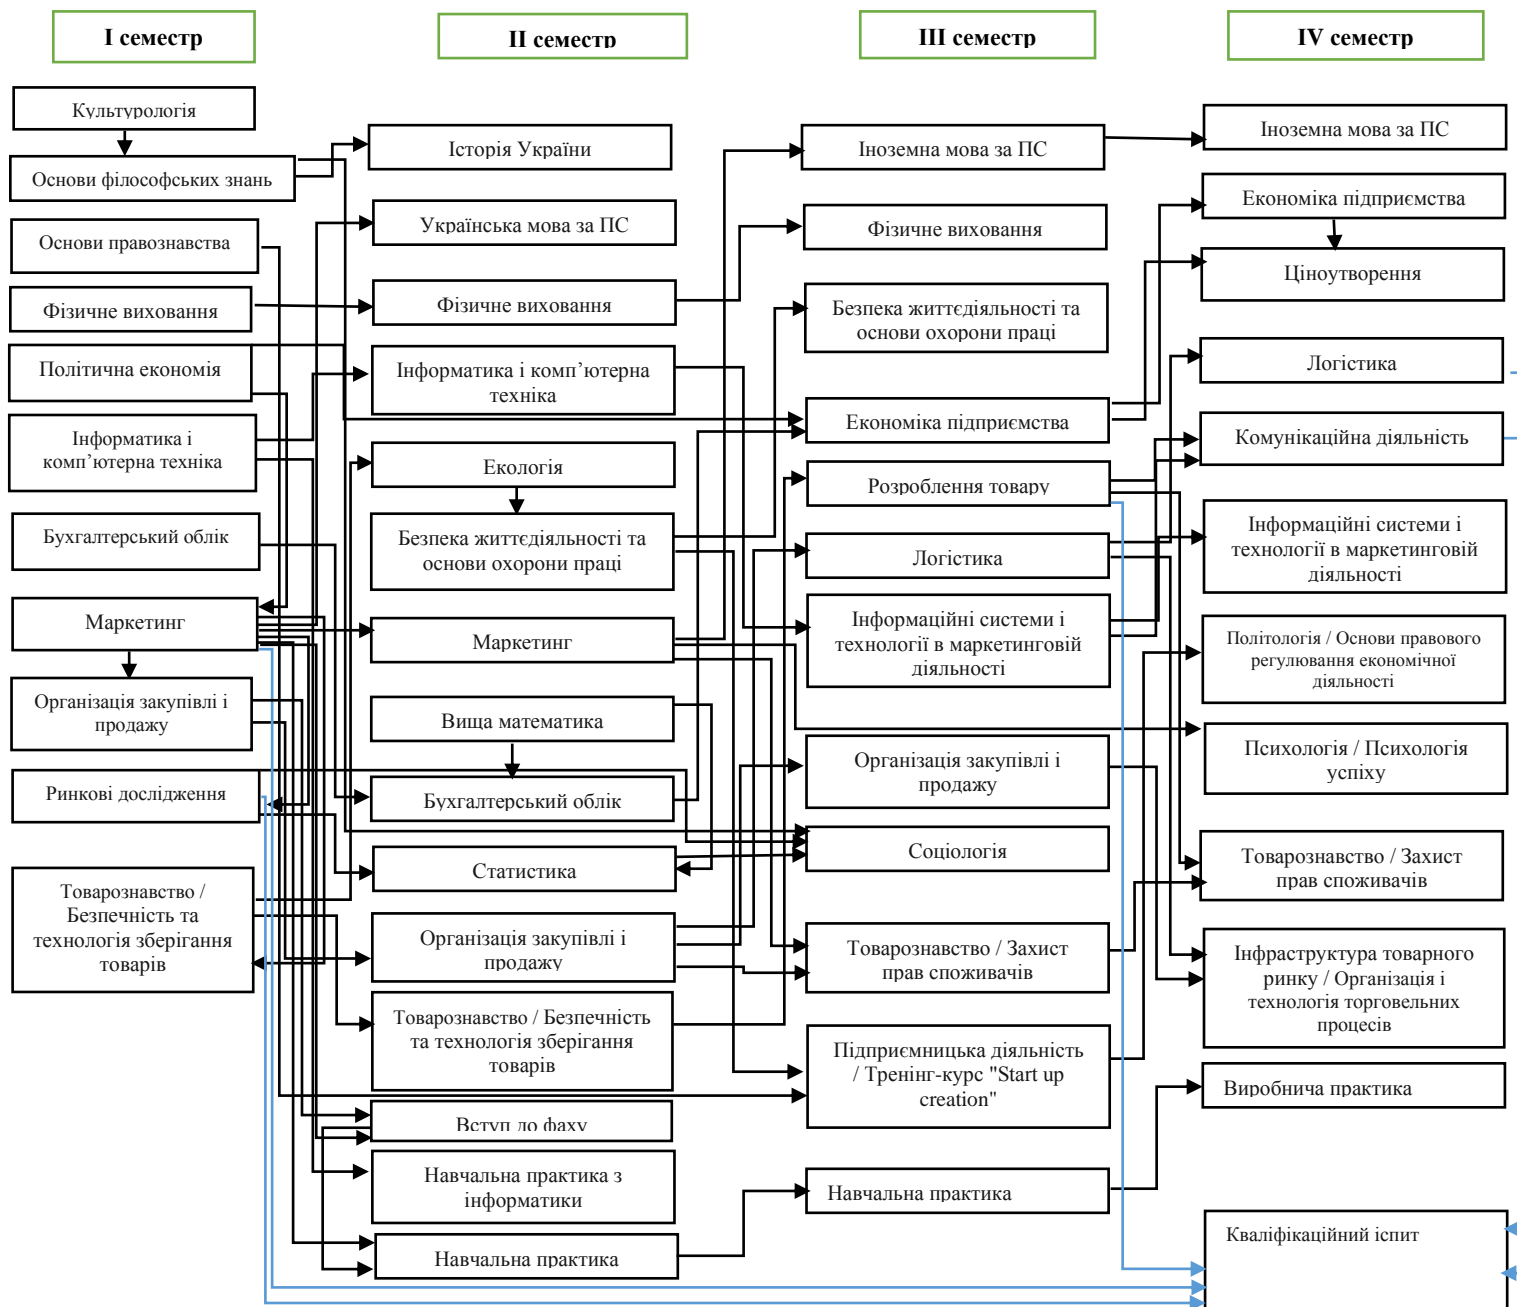 I семестр
II семестр
III семестр
IV семестр
Культурологія
Основи філософських знань
Основи правознавства
Фізичне виховання
Політична економія
Інформатика і
комп’ютерна техніка
Бухгалтерський облік
Маркетинг
Організація закупівлі і
продажу
Ринкові дослідження
Товарознавство /
Безпечність та
технологія зберігання
товарів
Історія України
Українська мова за ПС
Фізичне виховання
Інформатика і комп’ютерна
техніка
Екологія
Безпека життєдіяльності та
основи охорони праці
Маркетинг
Вища математика
Бухгалтерський облік
Статистика
Організація закупівлі і
продажу
Товарознавство / Безпечність
та технологія зберігання
товарів
Вступ до фаху
Навчальна практика з
інформатики
Навчальна практика
Іноземна мова за ПС
Фізичне виховання
Безпека життєдіяльності та
основи охорони праці
Економіка підприємства
Розроблення товару
Логістика
Інформаційні системи і
технології в маркетинговій
діяльності
Організація закупівлі і
продажу
Соціологія
Товарознавство / Захист
прав споживачів
Підприємницька діяльність
/ Тренінг-курс "Start up
creation"
Навчальна практика
Іноземна мова за ПС
Економіка підприємства
Ціноутворення
Логістика
Комунікаційна діяльність
Інформаційні системи і
технології в маркетинговій
діяльності
Політологія / Основи правового
регулювання економічної
діяльності
Психологія / Психологія
успіху
Товарознавство / Захист
прав споживачів
Інфраструктура товарного
ринку / Організація і
технологія торговельних
процесів
Виробнича практика
Кваліфікаційний іспит